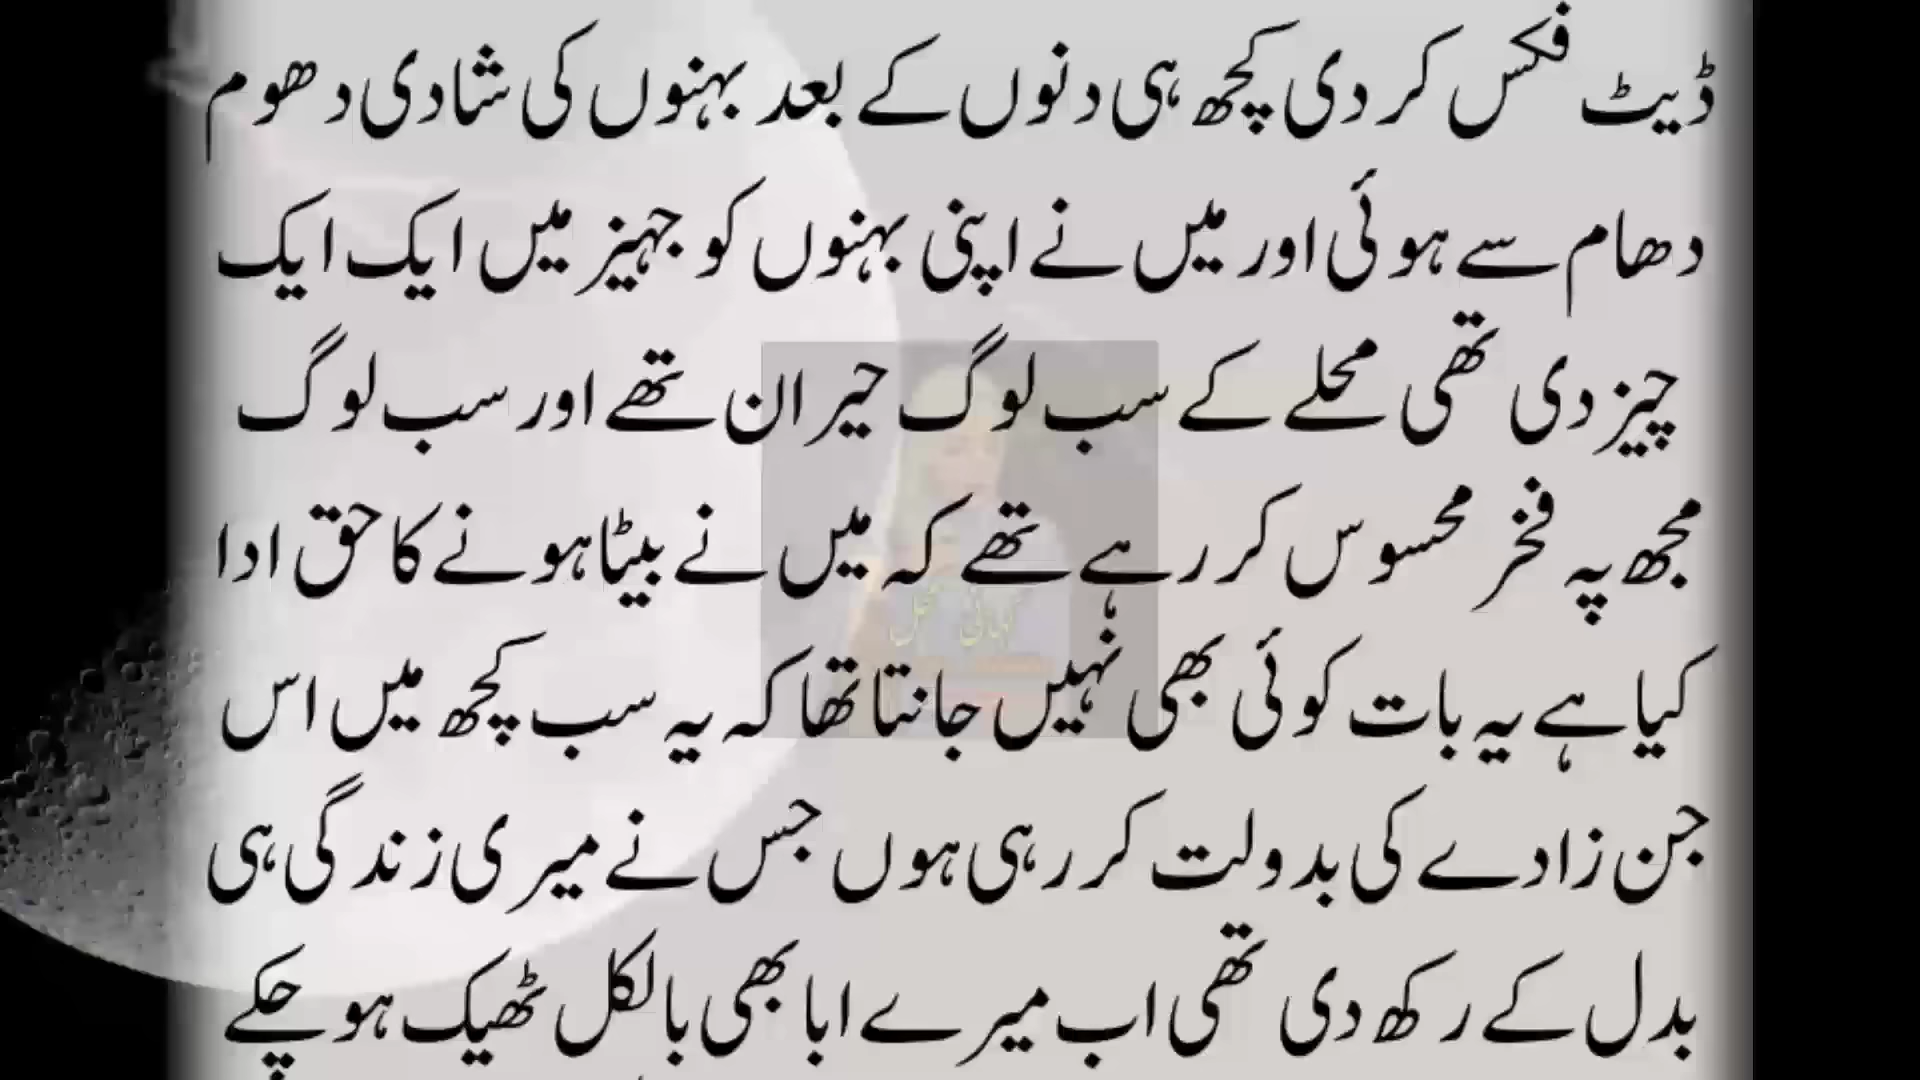 ڈیٹ فکس کر دی کچھ ہی دنوں کے بعد بہنوں کی شادی دھوم
دھام سے ہوئی اور میں نے اپنی بہنوں کو جہیز میں ایک ایک
چیز دی تھی محلے کے سب لوگ حیران تھے اور سب لوگ
مجھ پہ فخر محسوس کر رہے تھے کہ میں نے بیٹا ہونے کا حق ادا
کیا ہے یہ بات کوئی بھی نہیں جانتا تھا کہ یہ سب کچھ میں اس
جن زادے کی بدولت کر رہی ہوں جس نے میری زندگی ہی
بدل کے رکھ دی تھی اب میرے ابا بھی بالکل ٹھیک ہو چکے
کہانی محل